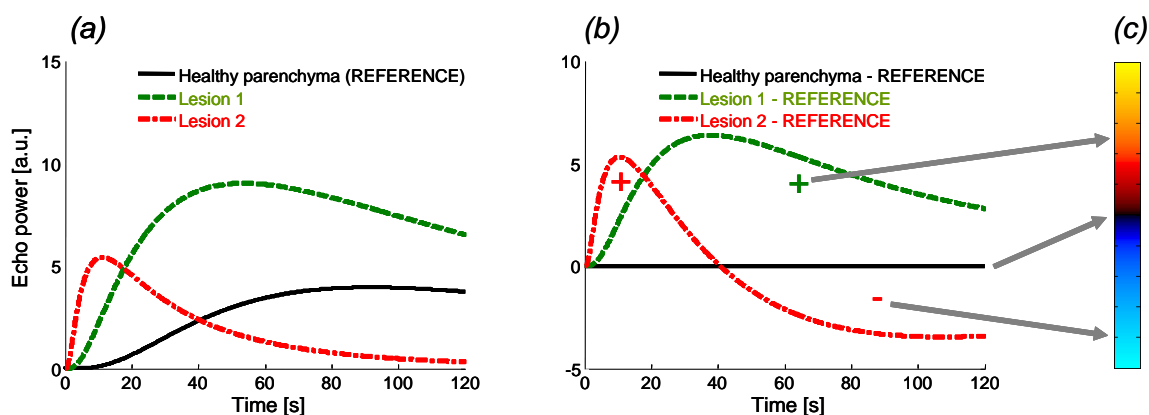 (a)
15
Healthy parenchyma (REFERENCE)
Lesion 1
Lesion 2
10
Echo power [a.u.]
5
0
0 20 40 60 80 100 120
Time [s]
(b)
10
Healthy parenchyma - REFERENCE
Lesion 1 - REFERENCE
Lesion 2 - REFERENCE
5
+ +
0
-
-5
0 20 40 60 80 100 120
Time [s]
(c)